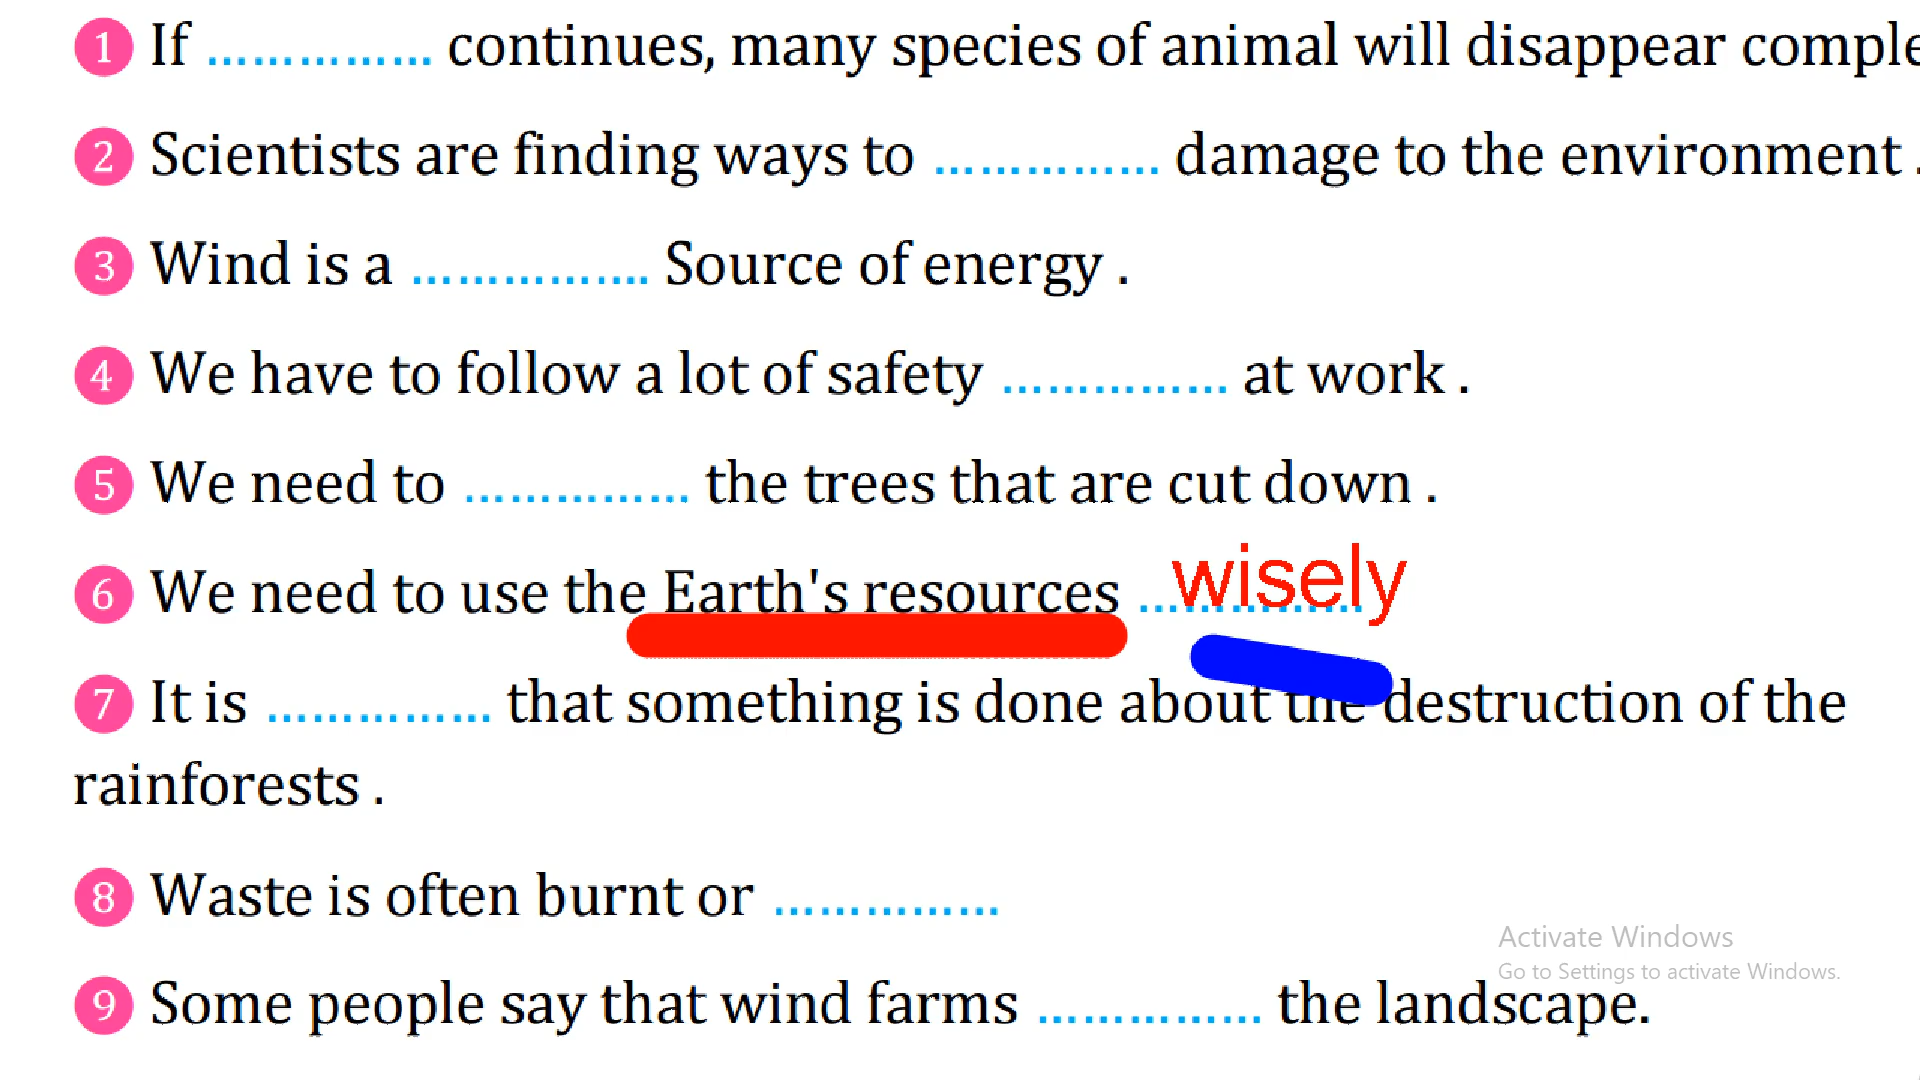 1 If ............... continues, many species of animal will disappear comple
2 Scientists are finding ways to ............... damage to the environment .
3 Wind is a ................ Source of energy .
4 We have to follow a lot of safety ............... at work .
5 We need to ............... the trees that are cut down .
6 We need to use the Earth's resources ............... wisely
7 It is ............... that something is done about the destruction of the
rainforests .
8 Waste is often burnt or ...............
Activate Windows
Go to Settings to activate Windows.
9 Some people say that wind farms ............... the landscape.